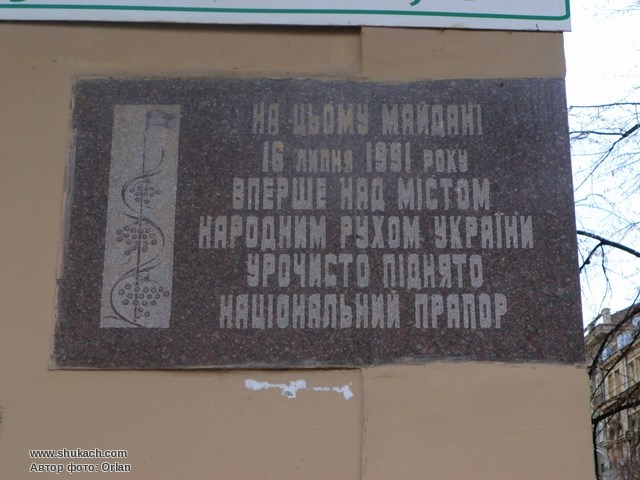 НА ЦЬОМУ МАЙДАНІ
16 ЛИПНЯ 1991 РОКУ
ВПЕРШЕ НАД МІСТОМ
НАРОДНИМ РУХОМ УКРАЇНИ
УРОЧИСТО ПІДНЯТО
НАЦІОНАЛЬНИЙ ПРАПОР
www.shukach.com
Автор фото: Orlan